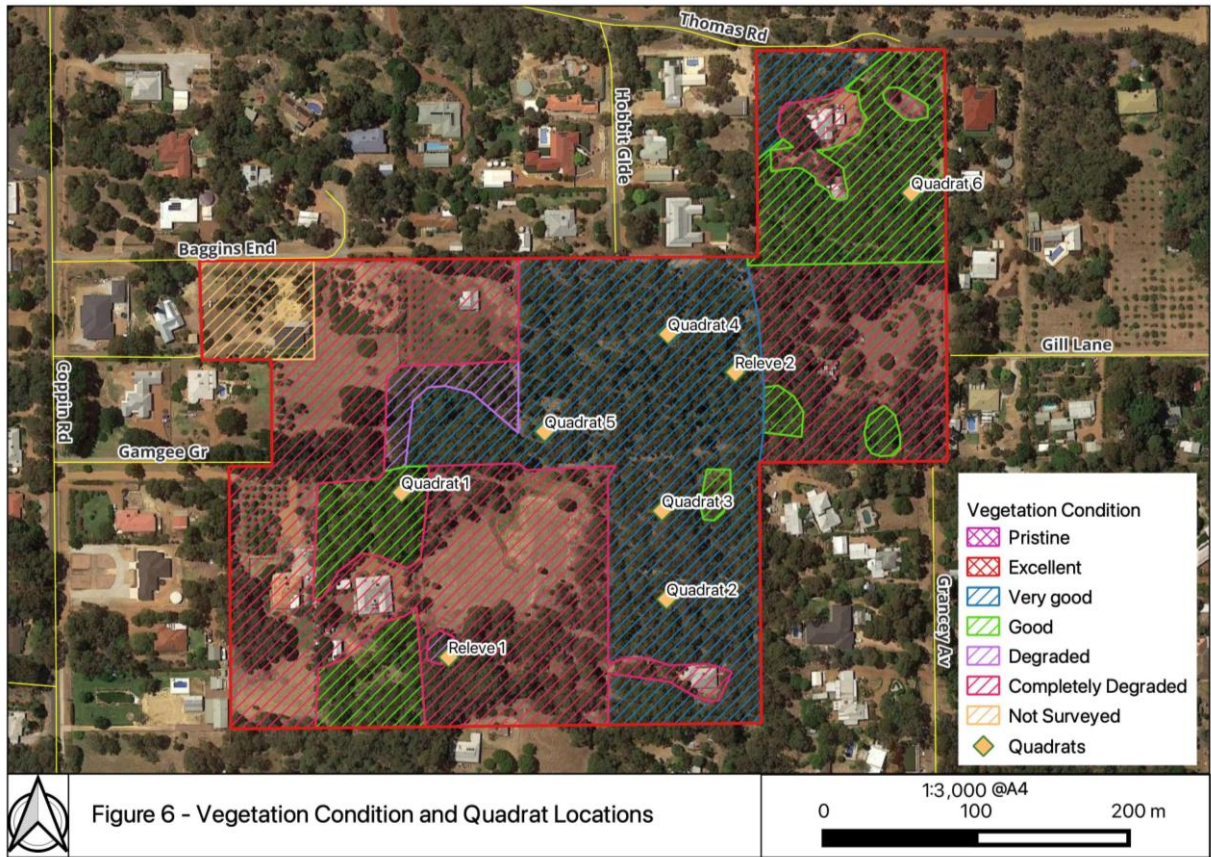 Thomas Rd
Hobbit Glde
Quadrat 6
Baggins End
Quadrat 4
Gill Lane
Releve 2
Coppin Rd
Quadrat 5
Gamgee Gr
Quadrat 1
Quadrat 3
Quadrat 2
Grancey Av
Releve 1
Vegetation Condition
Pristine
Excellent
Very good
Good
Degraded
Completely Degraded
Not Surveyed
Quadrats
Figure 6 - Vegetation Condition and Quadrat Locations
1:3,000 @A4
0 100 200 m